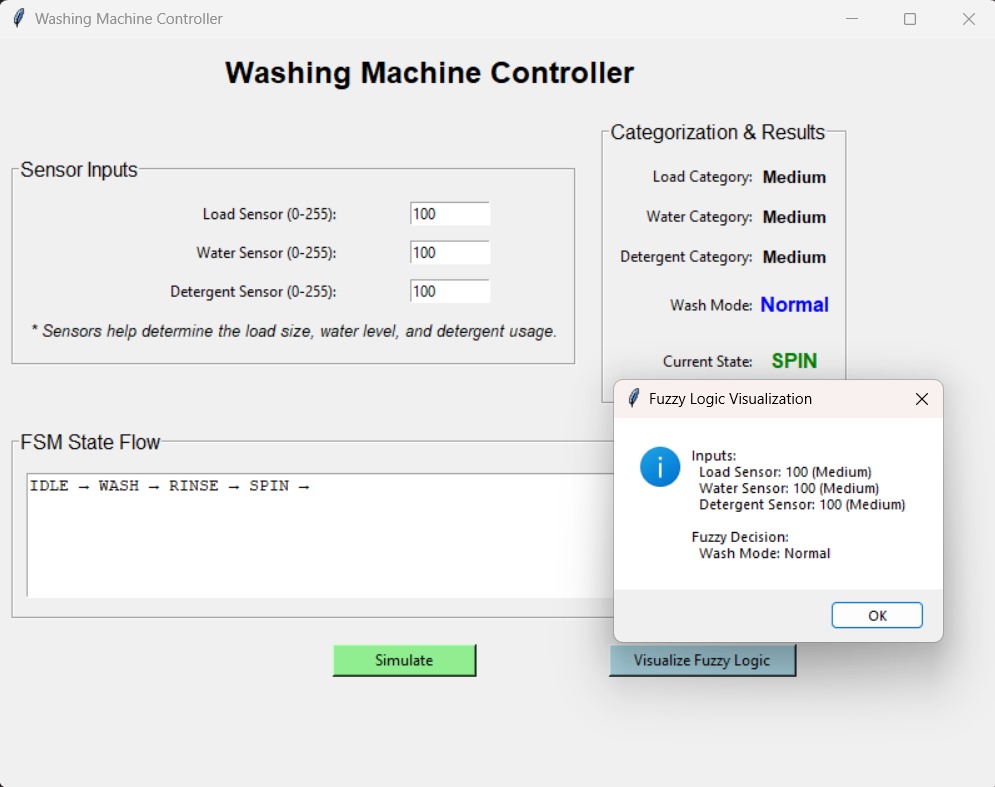 Washing Machine Controller
Washing Machine Controller
Sensor Inputs
Load Sensor (0-255): 100
Water Sensor (0-255): 100
Detergent Sensor (0-255): 100
* Sensors help determine the load size, water level, and detergent usage.
Categorization & Results
Load Category: Medium
Water Category: Medium
Detergent Category: Medium
Wash Mode: Normal
Current State: SPIN
FSM State Flow
IDLE → WASH → RINSE → SPIN →
Fuzzy Logic Visualization
Inputs:
Load Sensor: 100 (Medium)
Water Sensor: 100 (Medium)
Detergent Sensor: 100 (Medium)
Fuzzy Decision:
Wash Mode: Normal
OK
Simulate
Visualize Fuzzy Logic